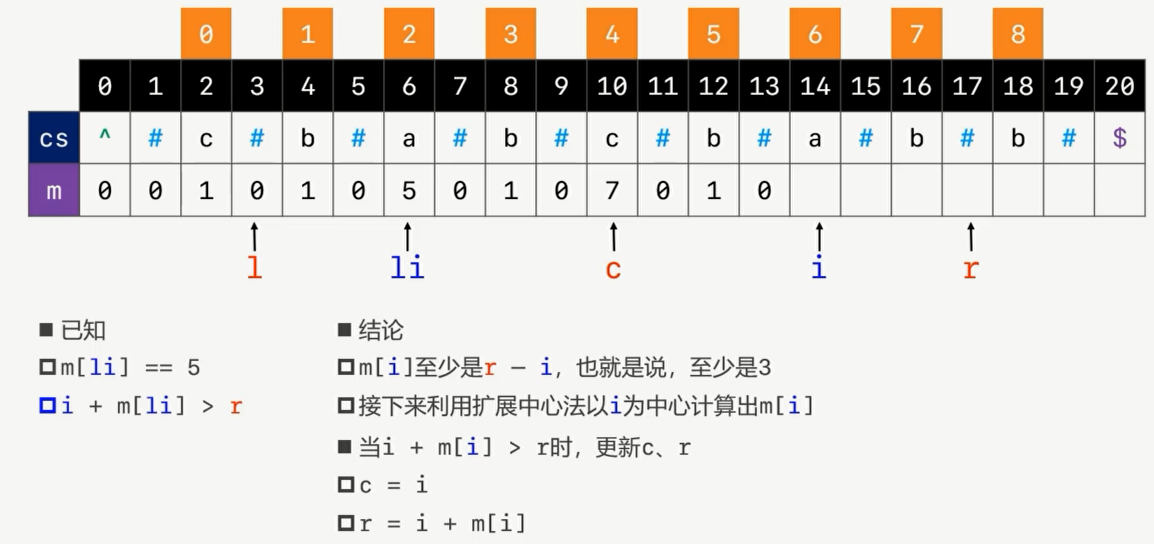 0 1 2 3 4 5 6 7 8
0 1 2 3 4 5 6 7 8 9 10 11 12 13 14 15 16 17 18 19 20
cs ^ # c # b # a # b # c # b # a # b # b # $
m 0 0 1 0 1 0 5 0 1 0 7 0 1 0
l li c i r
已知
m[li] == 5
i + m[li] > r
结论
m[i]至少是r – i，也就是说，至少是3
接下来利用扩展中心法以i为中心计算出m[i]
当i + m[i] > r时，更新c、r
c = i
r = i + m[i]